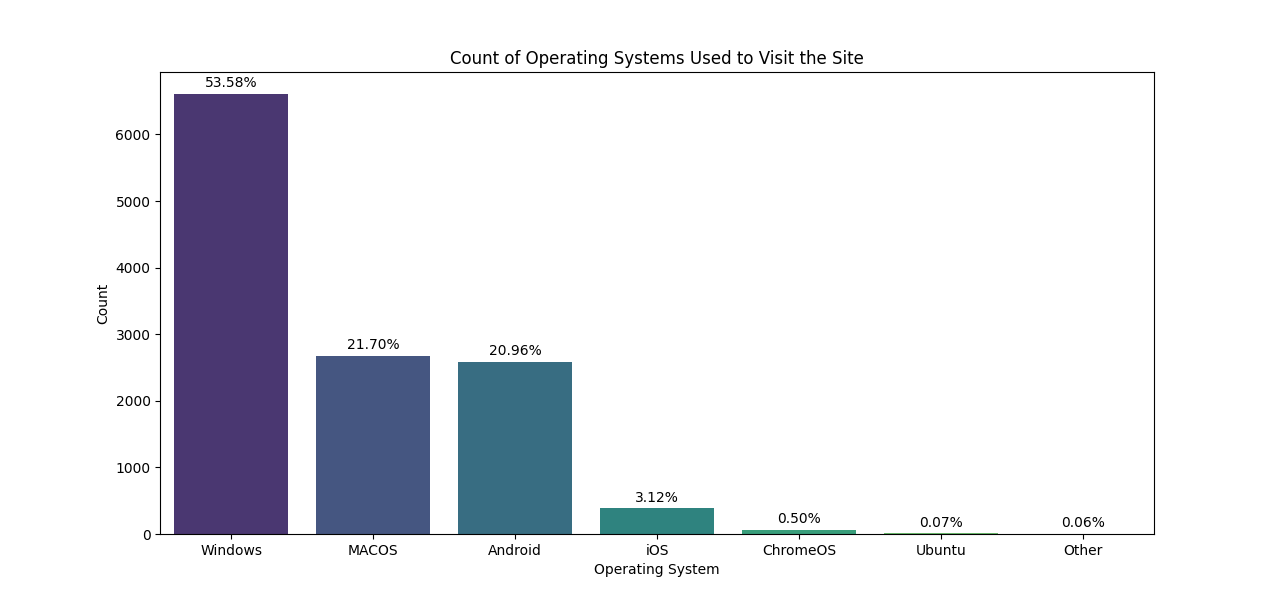 Count of Operating Systems Used to Visit the Site
53.58%
21.70%
20.96%
3.12%
0.50%
0.07%
0.06%
6000
5000
4000
3000
2000
1000
0
Count
Windows
MACOS
Android
iOS
ChromeOS
Ubuntu
Other
Operating System